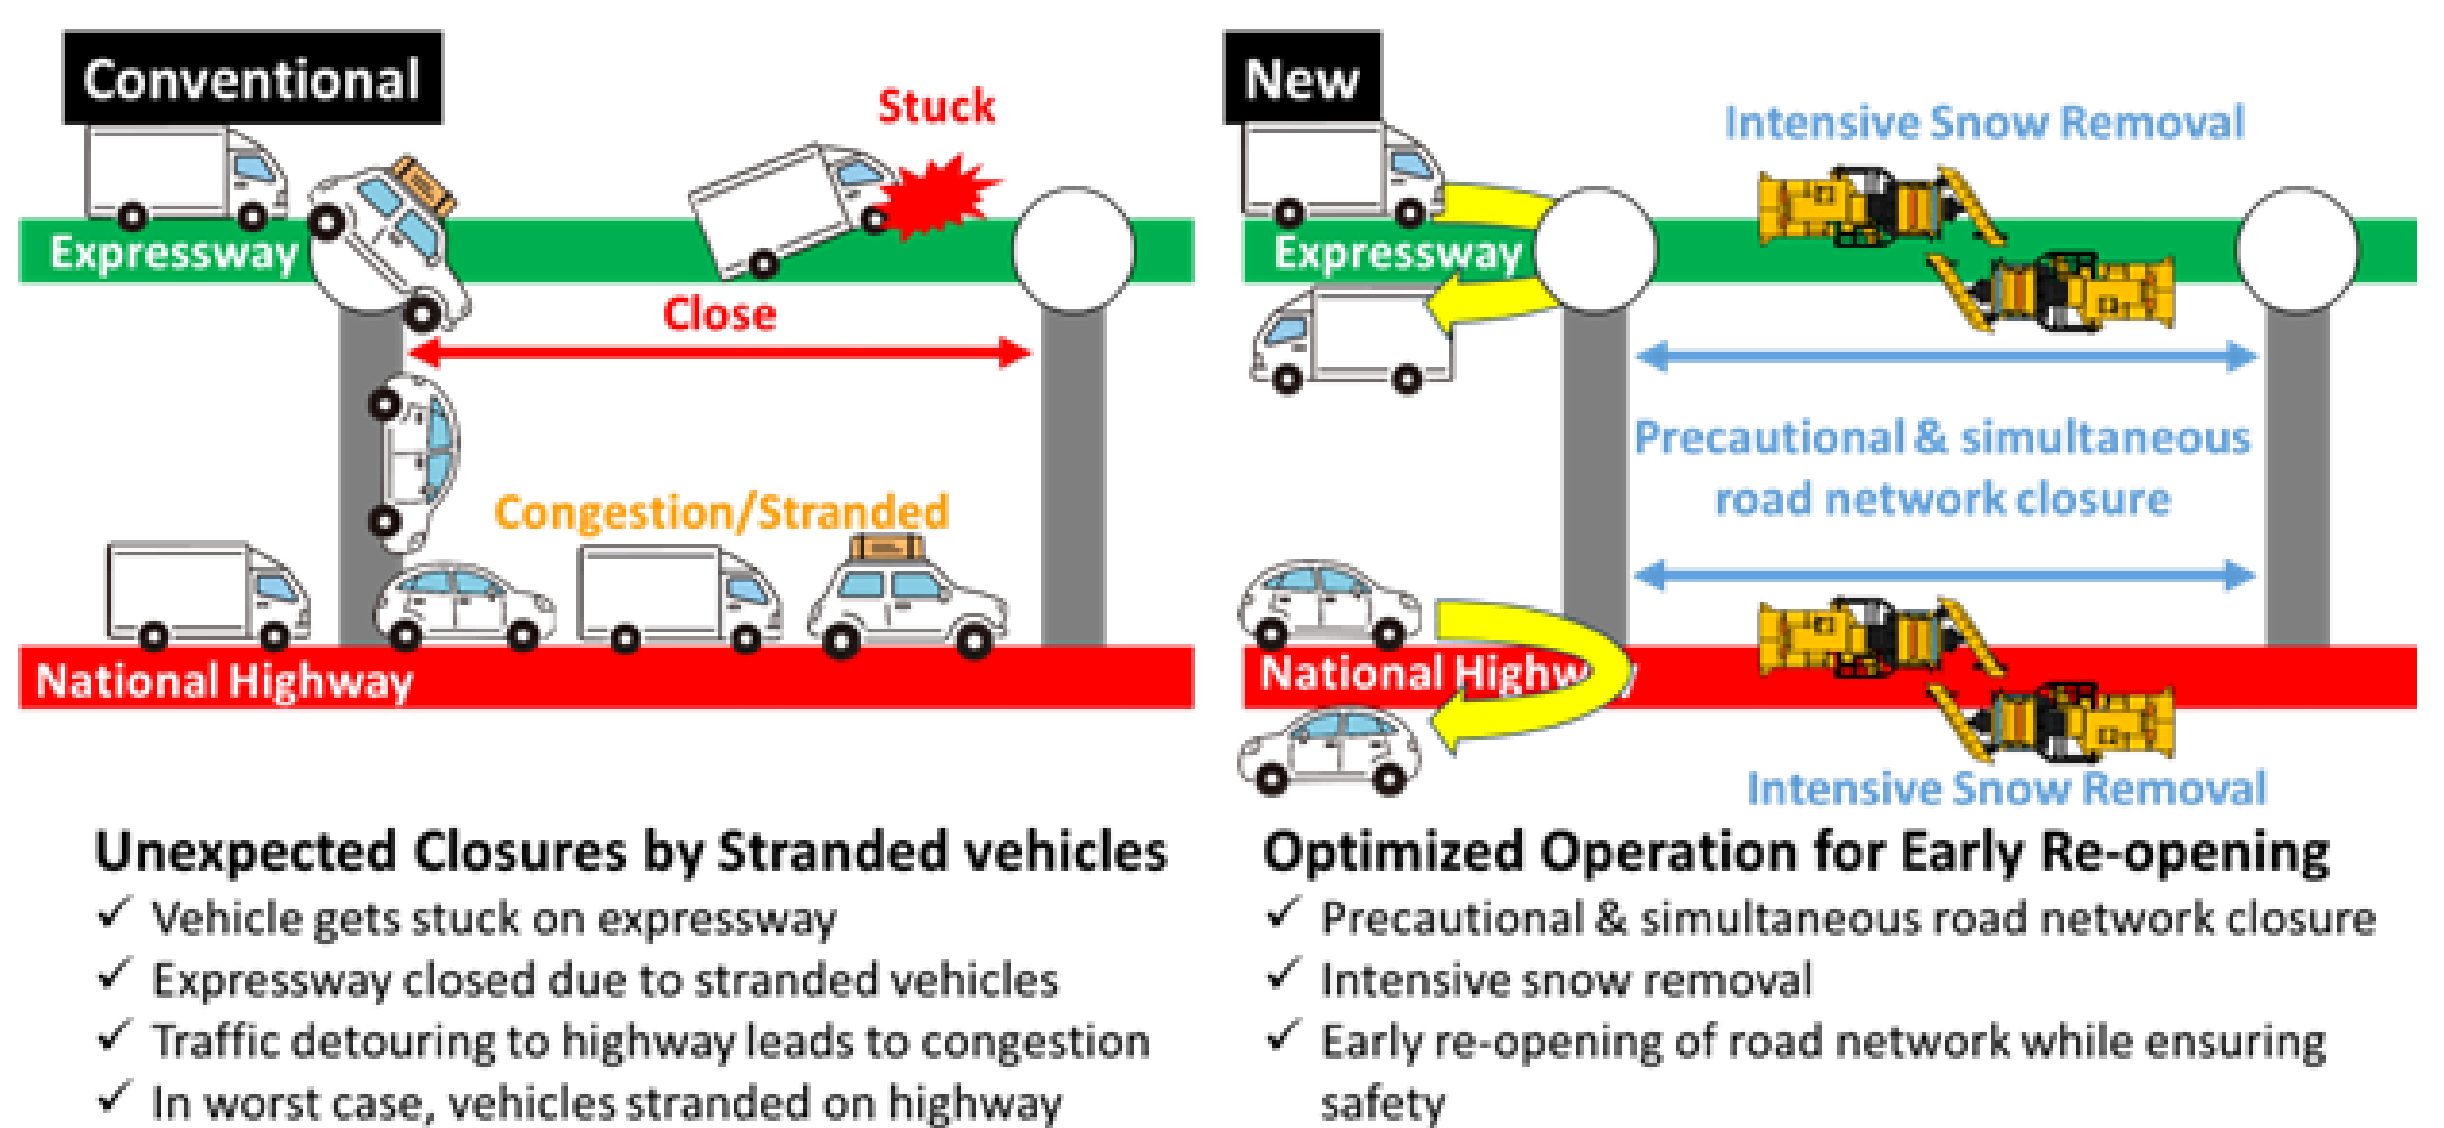 Conventional
Stuck
Expressway
Close
Congestion/Stranded
National Highway
Unexpected Closures by Stranded vehicles
✓ Vehicle gets stuck on expressway
✓ Expressway closed due to stranded vehicles
✓ Traffic detouring to highway leads to congestion
✓ In worst case, vehicles stranded on highway
New
Intensive Snow Removal
Expressway
Precautional & simultaneous
road network closure
National Highway
Intensive Snow Removal
Optimized Operation for Early Re-opening
✓ Precautional & simultaneous road network closure
✓ Intensive snow removal
✓ Early re-opening of road network while ensuring
safety